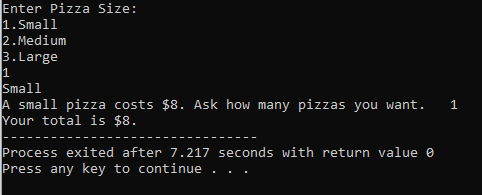 Enter Pizza Size:
1.Small
2.Medium
3.Large
1
Small
A small pizza costs $8. Ask how many pizzas you want.   1
Your total is $8.
--------------------------------
Process exited after 7.217 seconds with return value 0
Press any key to continue . . .